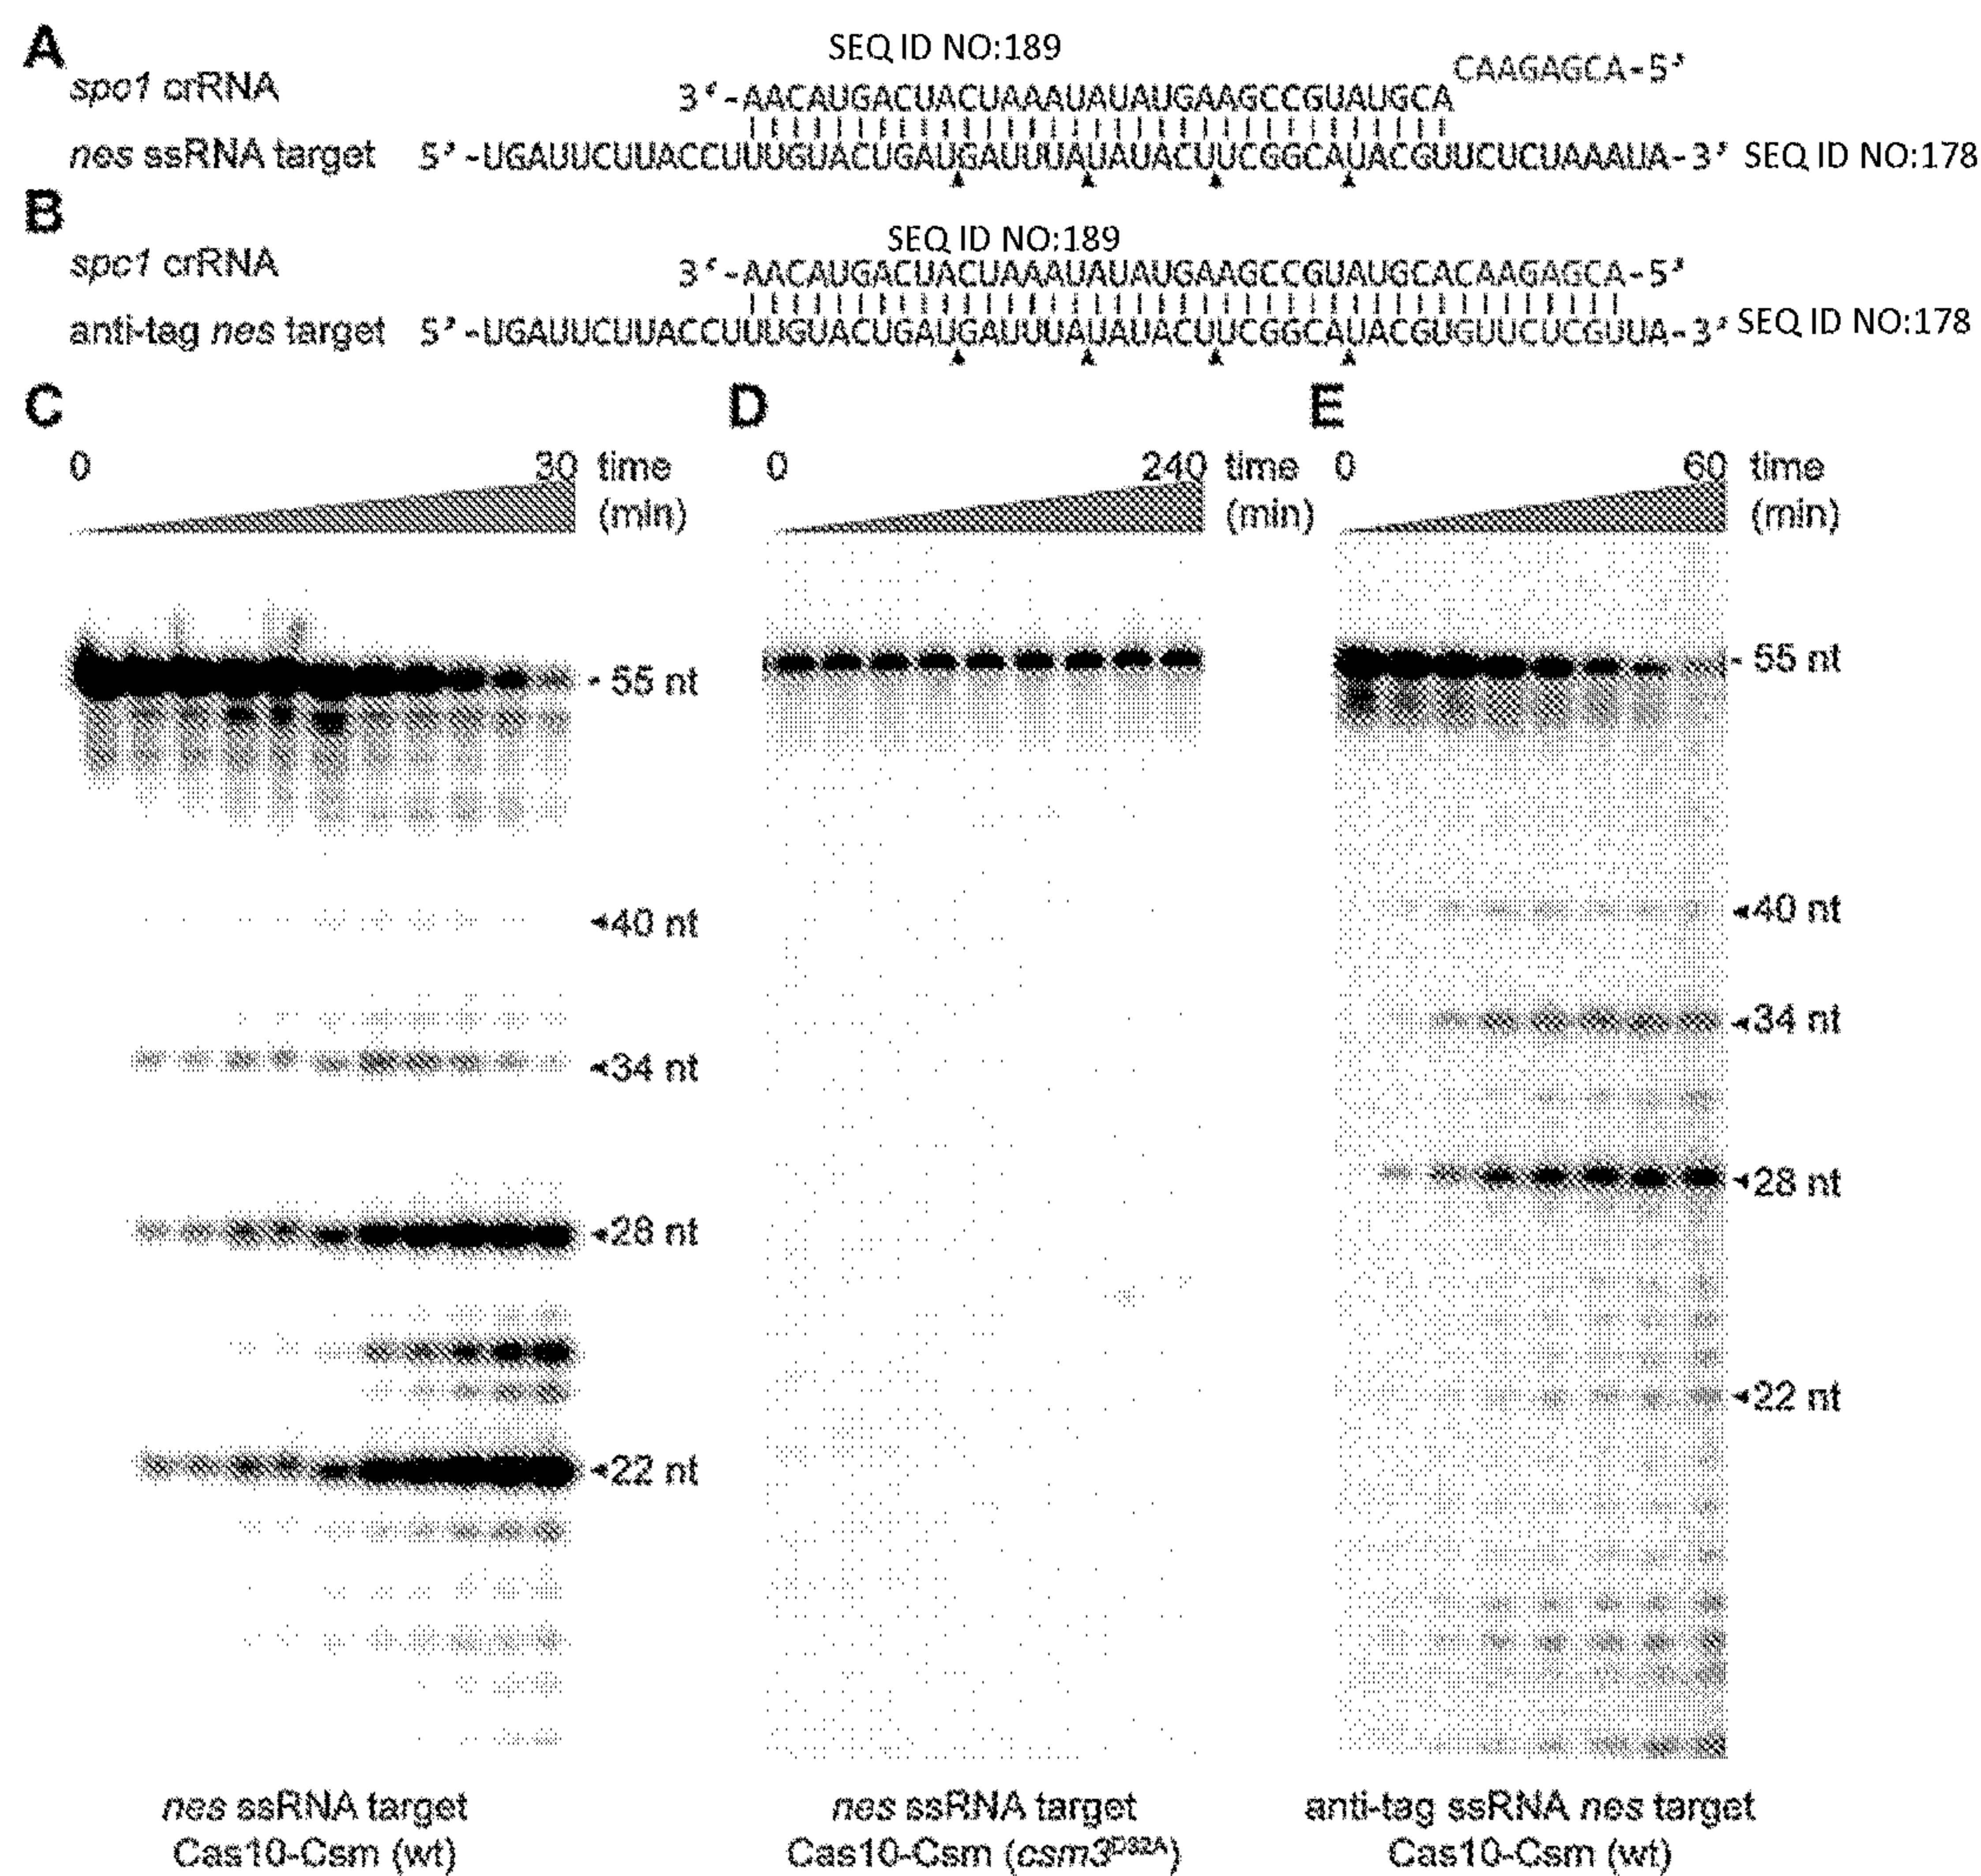 A
SEQ ID NO:189
CAAGAGCA-5'
spc1 crRNA
3'-AACAUGACUACUAAAUAUAUGAAGCCGUAUGCA
nes ssRNA target 5'-UGAUUCUUACCUUUUGUACUGAUGAUUUAUAUACUUCGGCAUACGUUCUCUAAAUA-3' SEQ ID NO:178
B
SEQ ID NO:189
spc1 crRNA 3'-AACAUGACUACUAAAUAUAUGAAGCCGUAUGCACAAGAGCA-5'
anti-tag nes target 5'-UGAUUCUUACCUUUUGUACUGAUGAUUUAUAUACUUCGGCAUACGUGUUCUCGUUA-3' SEQ ID NO:178
C
D
E
0 30 time (min)
0 240 time (min)
0 60 time (min)
55 nt
40 nt
34 nt
28 nt
22 nt
55 nt
40 nt
34 nt
28 nt
22 nt
nes ssRNA target
Cas10-Csm (wt)
nes ssRNA target
Cas10-Csm (csm3D32A)
anti-tag ssRNA nes target
Cas10-Csm (wt)